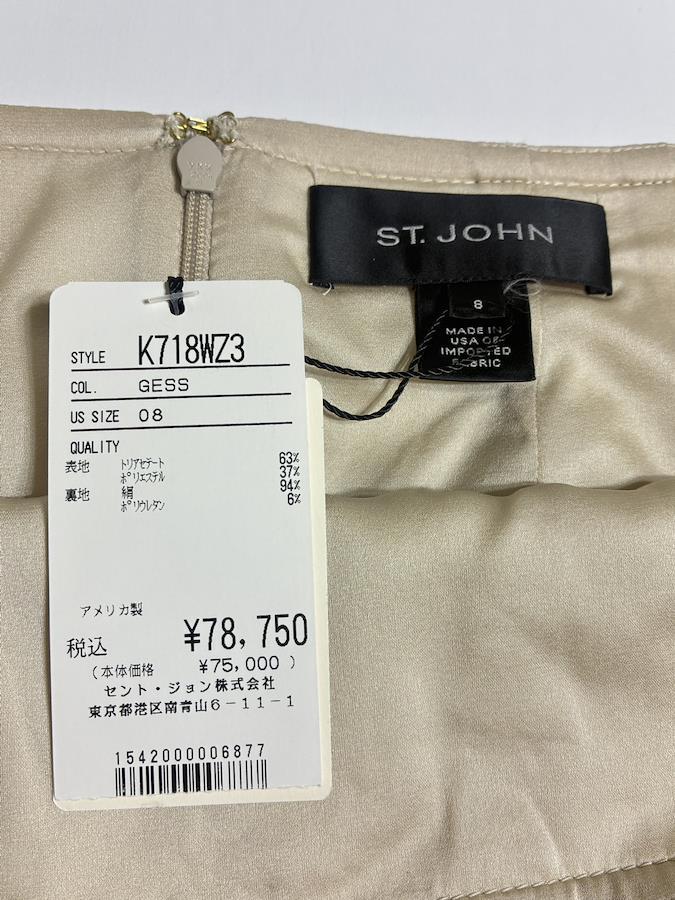 ST. JOHN
8
MADE IN
USA OF
IMPORTED
FABRIC
STYLE K718WZ3
COL. GESS
US SIZE 08
QUALITY
表地 トリアセテート 63%
ポリエステル 37%
裏地 絹 94%
ポリウレタン 6%
アメリカ製
税込 ¥78,750
(本体価格 ¥75,000)
セント・ジョン株式会社
東京都港区南青山6-11-1
1542000006877